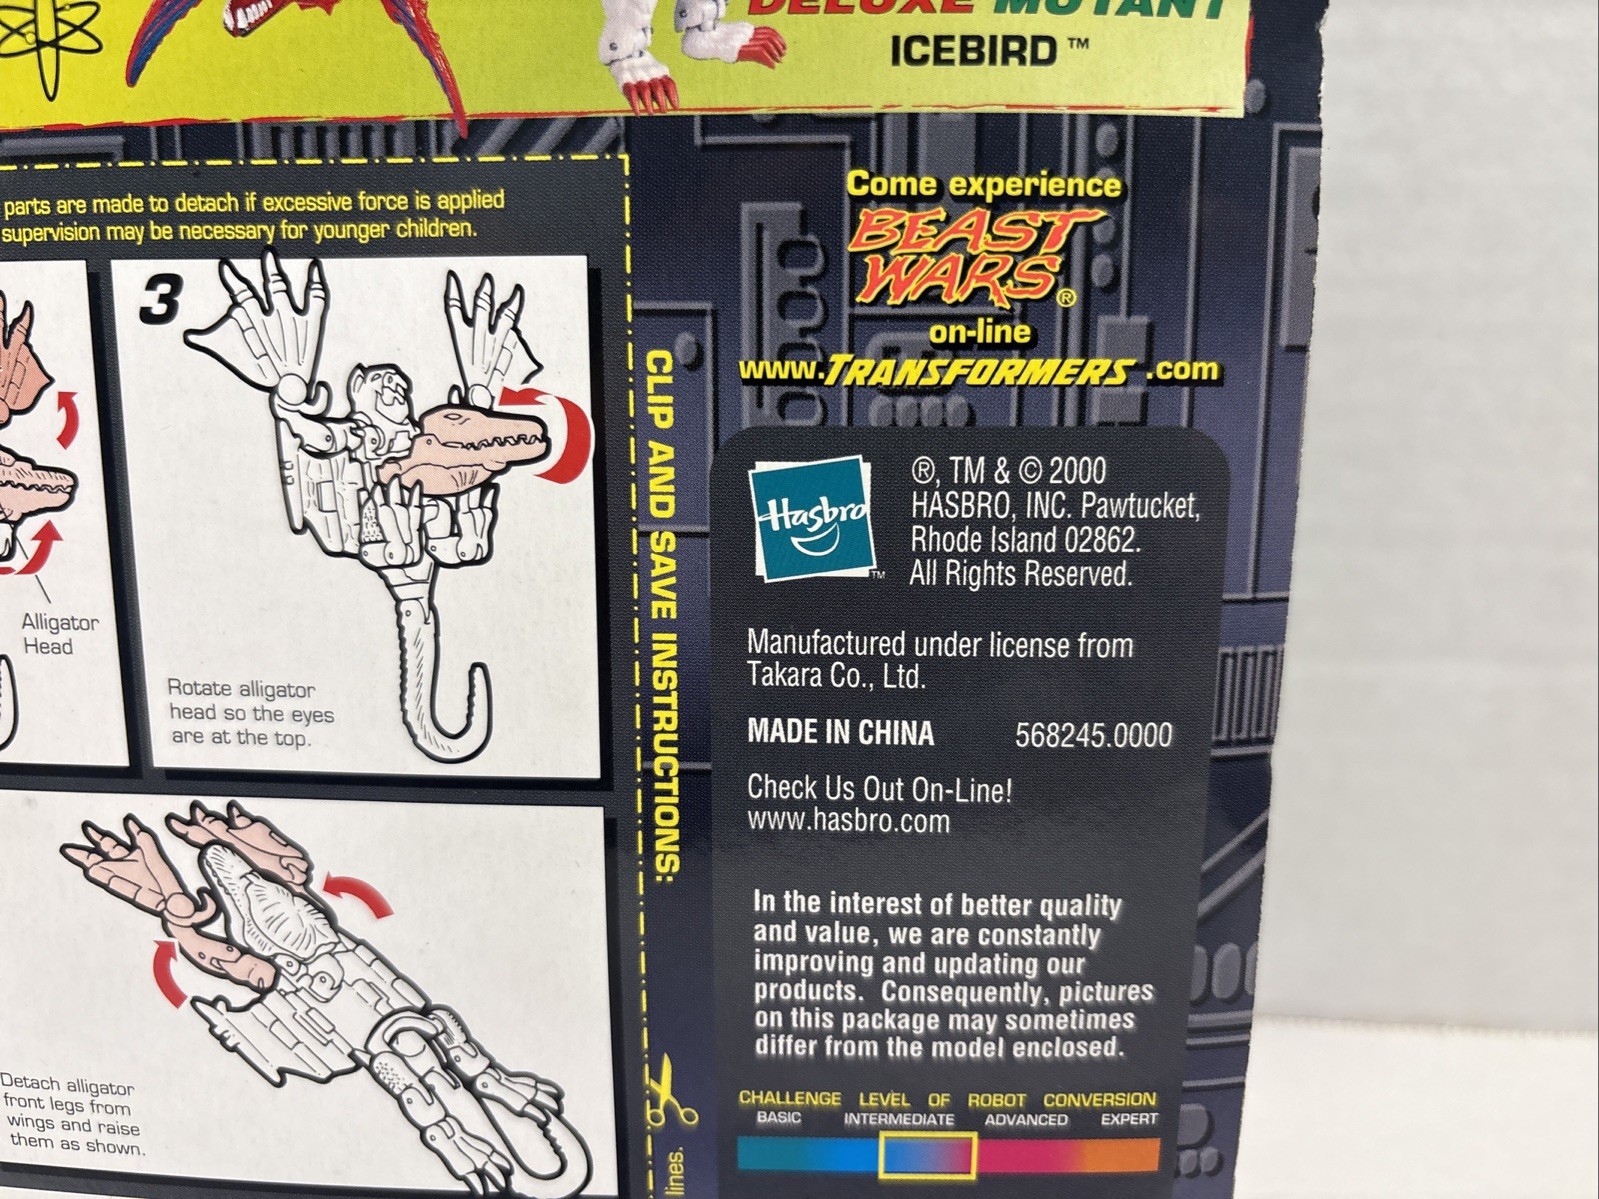 DELUXE MUTANT
ICEBIRD ™
parts are made to detach if excessive force is applied
supervision may be necessary for younger children.
3
Alligator
Head
Rotate alligator
head so the eyes
are at the top.
Detach alligator
front legs from
wings and raise
them as shown.
CLIP AND SAVE INSTRUCTIONS:
lines.
Come experience
BEAST
WARS®
on-line
www.TRANSFORMERS.com
Hasbro™
®, TM & © 2000
HASBRO, INC. Pawtucket,
Rhode Island 02862.
All Rights Reserved.
Manufactured under license from
Takara Co., Ltd.
MADE IN CHINA 568245.0000
Check Us Out On-Line!
www.hasbro.com
In the interest of better quality
and value, we are constantly
improving and updating our
products. Consequently, pictures
on this package may sometimes
differ from the model enclosed.
CHALLENGE LEVEL OF ROBOT CONVERSION
BASIC INTERMEDIATE ADVANCED EXPERT